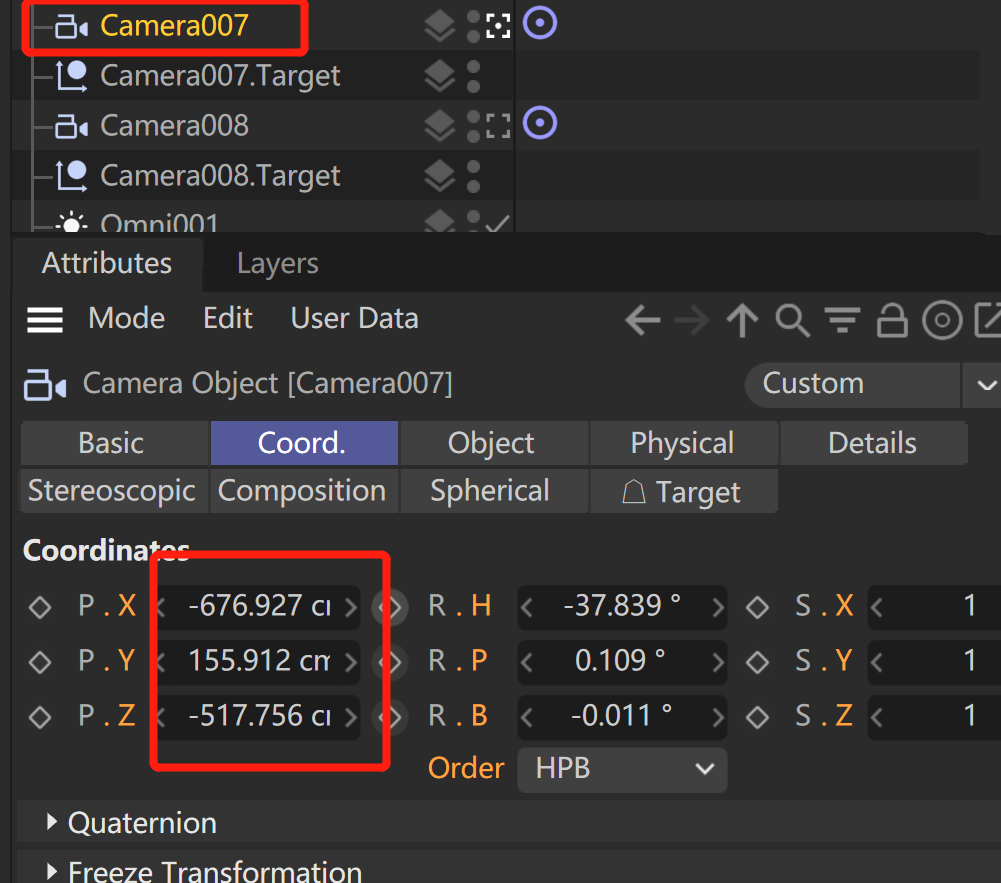 Camera007
Camera007.Target
Camera008
Camera008.Target
Omni001
Attributes Layers
Mode Edit User Data
Camera Object [Camera007] Custom
Basic Coord. Object Physical Details
Stereoscopic Composition Spherical Target
Coordinates
P . X -676.927 cm R . H -37.839 ° S . X 1
P . Y 155.912 cm R . P 0.109 ° S . Y 1
P . Z -517.756 cm R . B -0.011 ° S . Z 1
Order HPB
Quaternion
Freeze Transformation